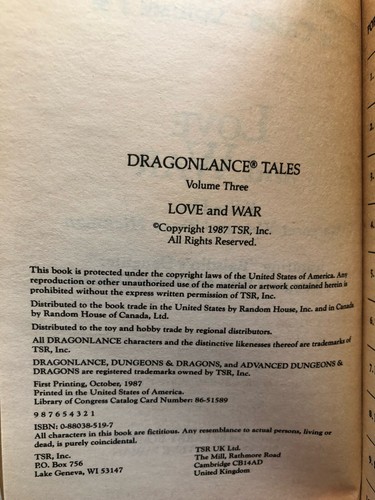 DRAGONLANCE® TALES
Volume Three
LOVE and WAR
©Copyright 1987 TSR, Inc.
All Rights Reserved.
This book is protected under the copyright laws of the United States of America. Any
reproduction or other unauthorized use of the material or artwork contained herein is
prohibited without the express written permission of TSR, Inc.
Distributed to the book trade in the United States by Random House, Inc. and in Canada
by Random House of Canada, Ltd.
Distributed to the toy and hobby trade by regional distributors.
All DRAGONLANCE characters and the distinctive likenesses thereof are trademarks of
TSR, Inc.
DRAGONLANCE, DUNGEONS & DRAGONS, and ADVANCED DUNGEONS &
DRAGONS are registered trademarks owned by TSR, Inc.
First Printing, October, 1987
Printed in the United States of America.
Library of Congress Catalog Card Number: 86-51589
9 8 7 6 5 4 3 2 1
ISBN: 0-88038-519-7
All characters in this book are fictitious. Any resemblance to actual persons, living or
dead, is purely coincidental.
TSR, Inc.
P.O. Box 756
Lake Geneva, WI 53147
TSR UK Ltd.
The Mill, Rathmore Road
Cambridge CB14AD
United Kingdom